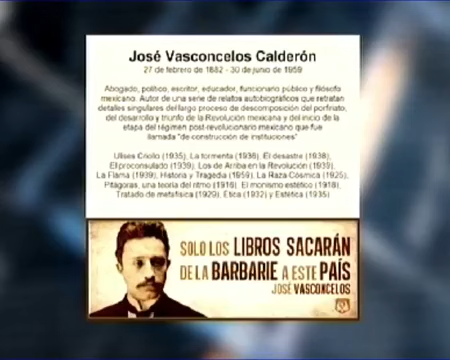 José Vasconcelos Calderón
27 de febrero de 1882 - 30 de junio de 1959
Abogado, político, escritor, educador, funcionario público y filósofo
mexicano. Autor de una serie de relatos autobiográficos que retratan
detalles singulares del largo proceso de descomposición del porfiriato,
del desarrollo y triunfo de la Revolución mexicana y del inicio de la
etapa del régimen post-revolucionario mexicano que fue
llamada "de construcción de instituciones"
Ulises Criollo (1935), La tormenta (1936), El desastre (1938),
El proconsulado (1939), Los de Arriba en la Revolución (1939),
La Flama (1939), Historia y Tragedia (1959), La Raza Cósmica (1925),
Pitágoras, una teoría del ritmo (1916), El monismo estético (1918),
Tratado de metafísica (1929), Ética (1932) y Estética (1935)
SOLO LOS LIBROS SACARÁN
DE LA BARBARIE A ESTE PAÍS
JOSÉ VASCONCELOS